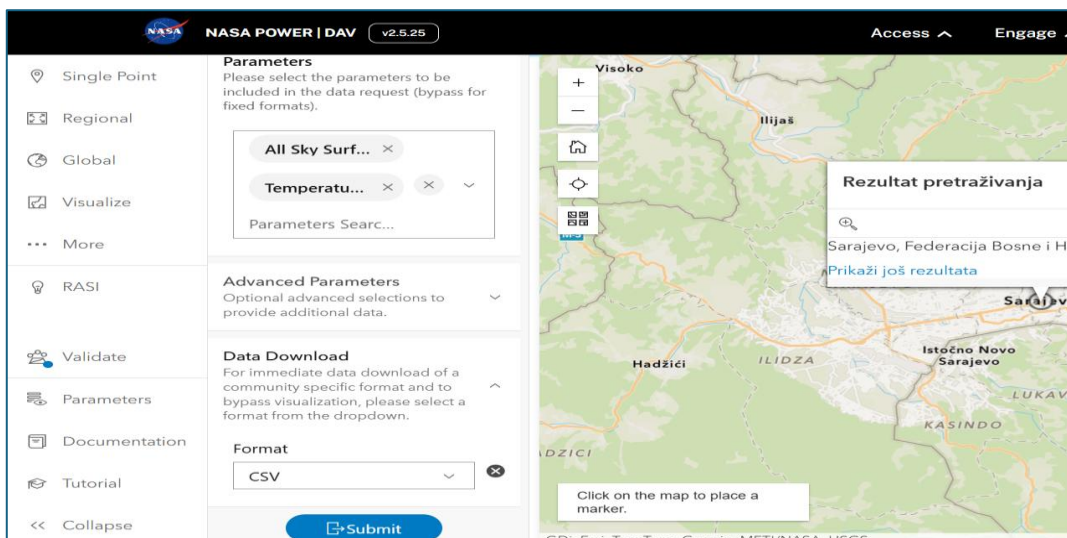 NASA
NASA POWER | DAV
v2.5.25
Access
Engage
Single Point
Regional
Global
Visualize
More
RASI
Validate
Parameters
Documentation
Tutorial
Collapse
Parameters
Please select the parameters to be
included in the data request (bypass for
fixed formats).
All Sky Surf...
Temperatu...
Parameters Searc...
Advanced Parameters
Optional advanced selections to
provide additional data.
Data Download
For immediate data download of a
community specific format and to
bypass visualization, please select a
format from the dropdown.
Format
CSV
Submit
Visoko
Ilijaš
Rezultat pretraživanja
Sarajevo, Federacija Bosne i H
Prikaži još rezultata
Istočno Novo
Sarajevo
Hadžići
ILIDZA
LUKAV
KASINDO
DZICI
Click on the map to place a
marker.